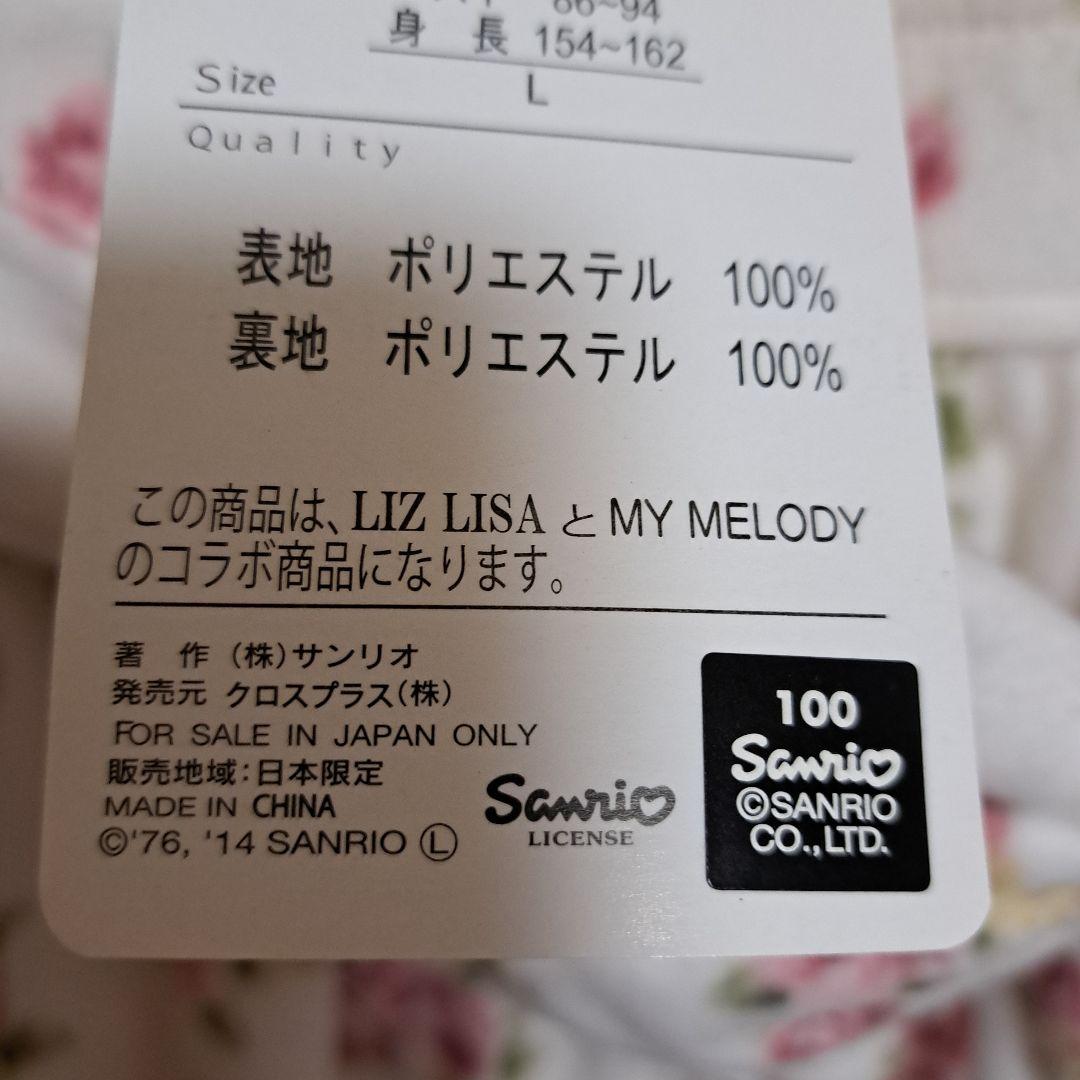 86~94
身 長 154~162
Size L
Quality
表地 ポリエステル 100%
裏地 ポリエステル 100%
この商品は、LIZ LISA と MY MELODY
のコラボ商品になります。
著 作 (株)サンリオ
発売元 クロスプラス(株)
FOR SALE IN JAPAN ONLY
販売地域:日本限定
MADE IN CHINA
©'76, '14 SANRIO Ⓛ
Sanrio
LICENSE
100
Sanrio
©SANRIO
CO.,LTD.